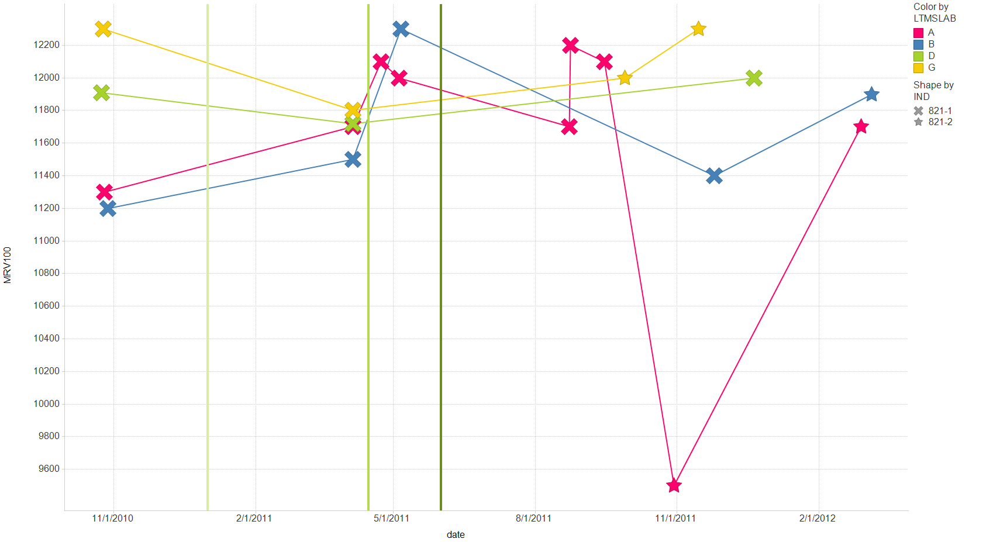 Color by
LTMSLAB
A
B
D
G
Shape by
IND
821-1
821-2
MRV100
12200
12000
11800
11600
11400
11200
11000
10800
10600
10400
10200
10000
9800
9600
11/1/2010
2/1/2011
5/1/2011
8/1/2011
11/1/2011
2/1/2012
date